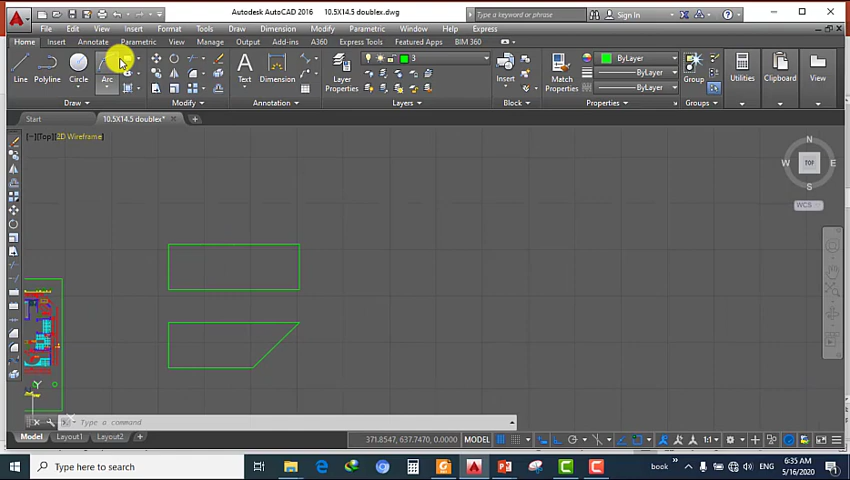 Autodesk AutoCAD 2016 10.5X14.5 doublex.dwg Type a keyword or phrase Sign In
File Edit View Insert Format Tools Draw Dimension Modify Parametric Window Help Express
Home Insert Annotate Parametric View Manage Output Add-ins A360 Express Tools Featured Apps BIM 360
Line Polyline Circle Arc Text Dimension Layer Properties 3 Insert Match Properties ByLayer ByLayer ByLayer Group Utilities Clipboard View
Draw Modify Annotation Layers Block Properties Groups
Start 10.5X14.5 doublex*
[−][Top][2D Wireframe]
N
W TOP E
S
WCS
Y
Type a command
Model Layout1 Layout2 371.8547, 637.7470, 0.0000 MODEL 1:1
Type here to search
book
ENG
6:35 AM
5/16/2020